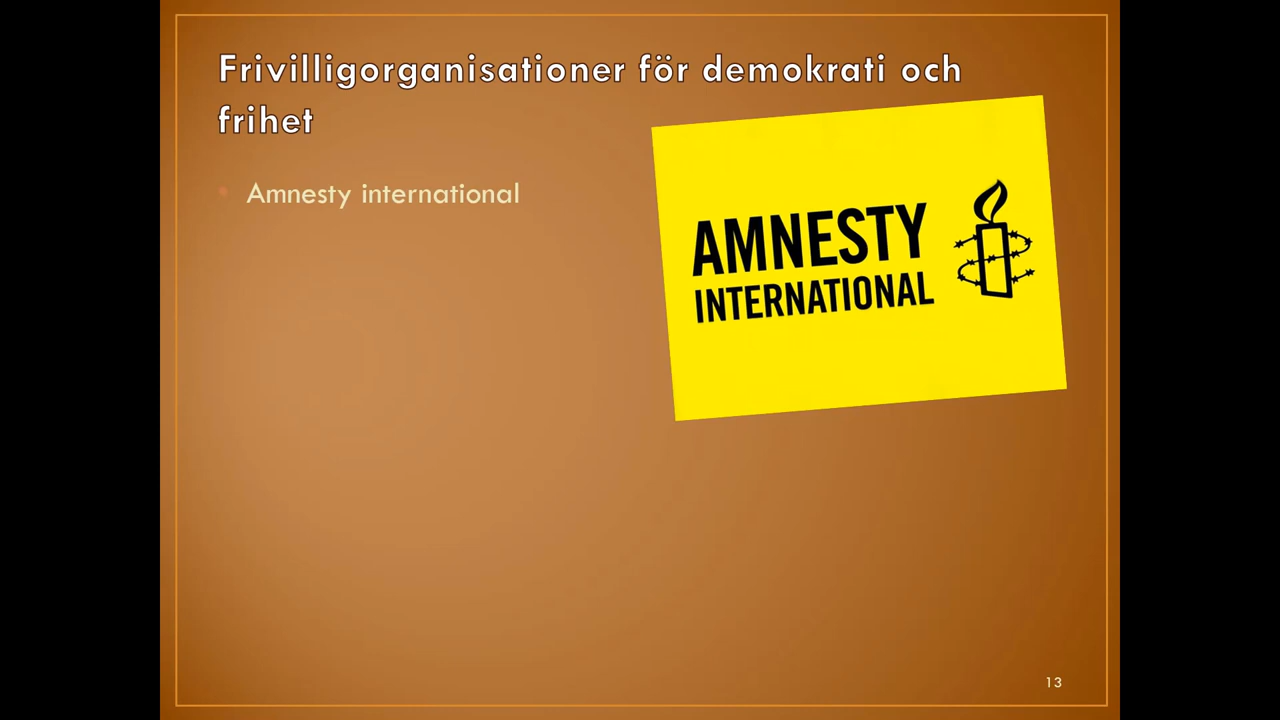 Frivilligorganisationer för demokrati och
frihet
Amnesty international
AMNESTY
INTERNATIONAL
13